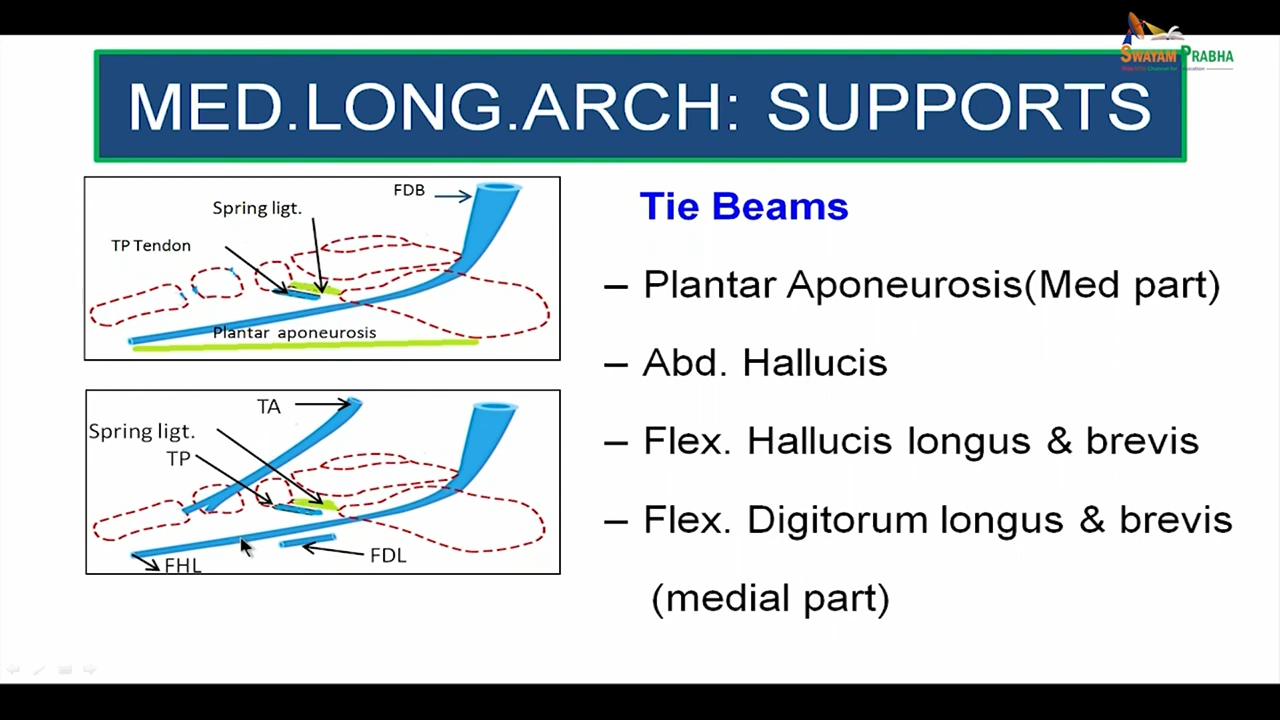 SWAYAM PRABHA
MED.LONG.ARCH: SUPPORTS
FDB
Spring ligt.
TP Tendon
Plantar aponeurosis
TA
Spring ligt.
TP
FDL
FHL
Tie Beams
– Plantar Aponeurosis(Med part)
– Abd. Hallucis
– Flex. Hallucis longus & brevis
– Flex. Digitorum longus & brevis
(medial part)